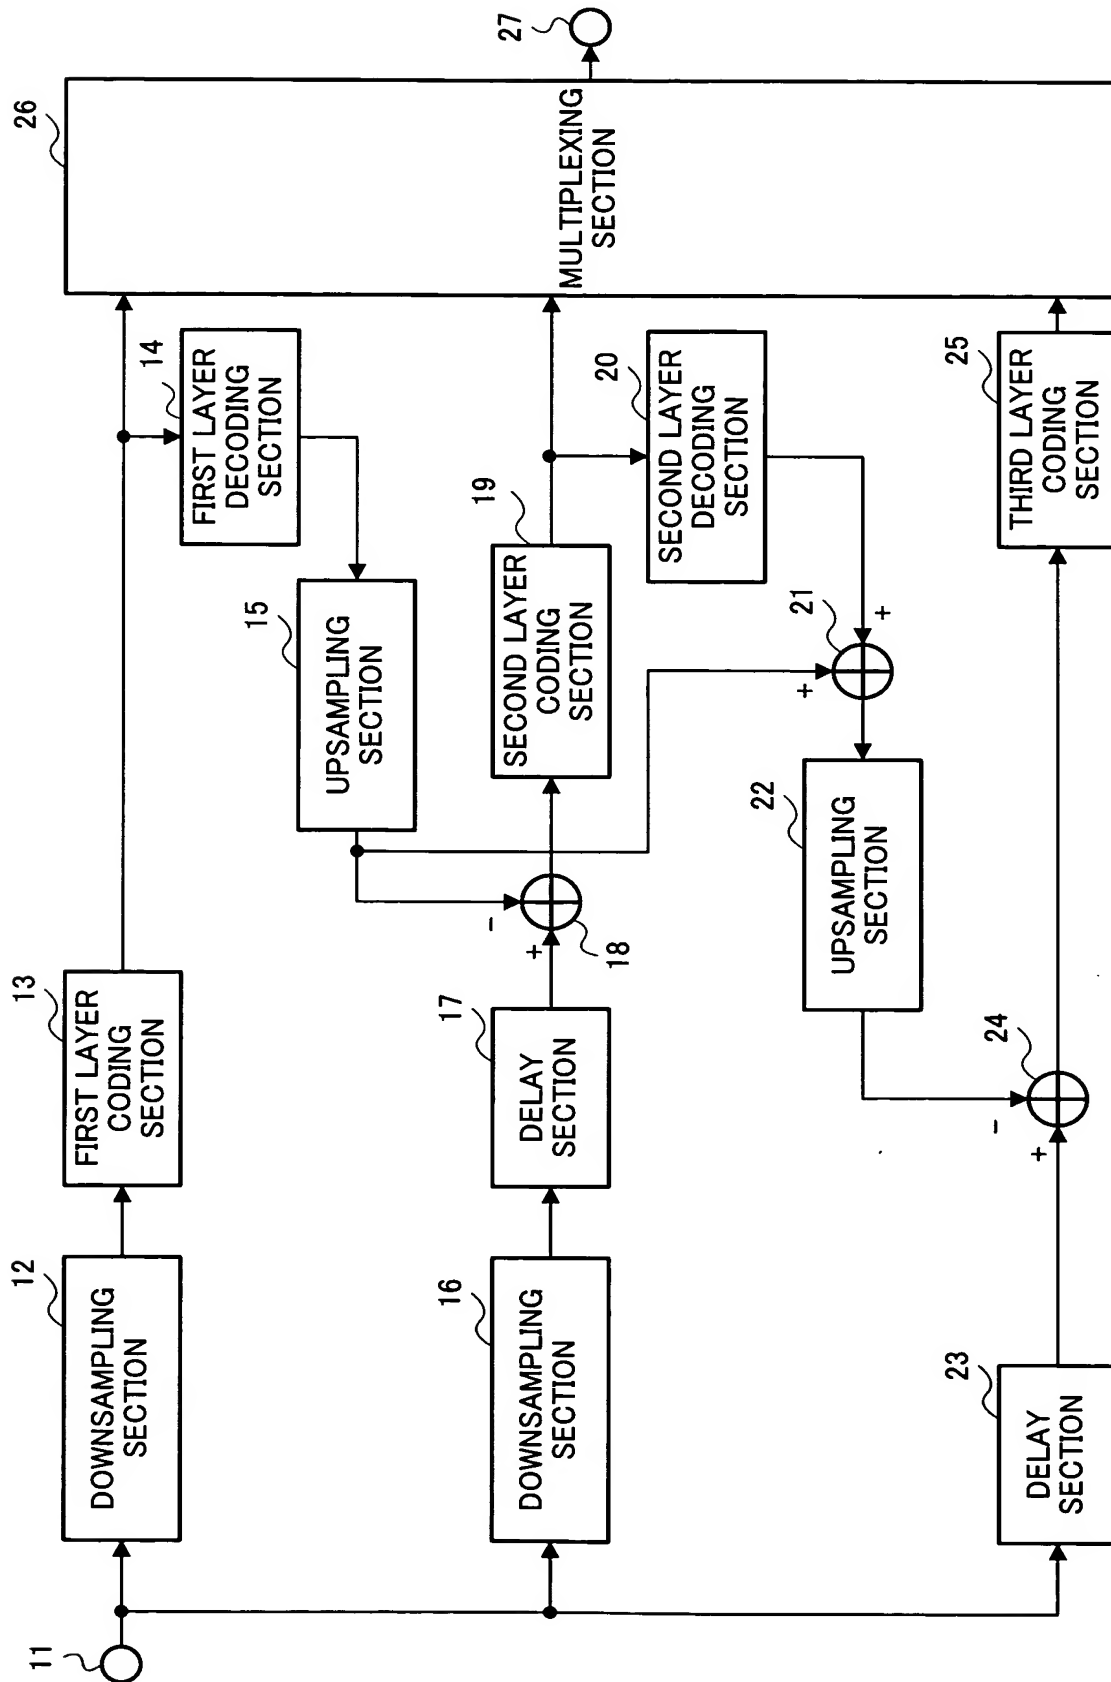 11
12
DOWNSAMPLING
SECTION
13
FIRST LAYER
CODING
SECTION
14
FIRST LAYER
DECODING
SECTION
15
UPSAMPLING
SECTION
16
DOWNSAMPLING
SECTION
17
DELAY
SECTION
-
+
18
19
SECOND LAYER
CODING
SECTION
20
SECOND LAYER
DECODING
SECTION
+
+
21
22
UPSAMPLING
SECTION
23
DELAY
SECTION
-
+
24
25
THIRD LAYER
CODING
SECTION
26
MULTIPLEXING
SECTION
27